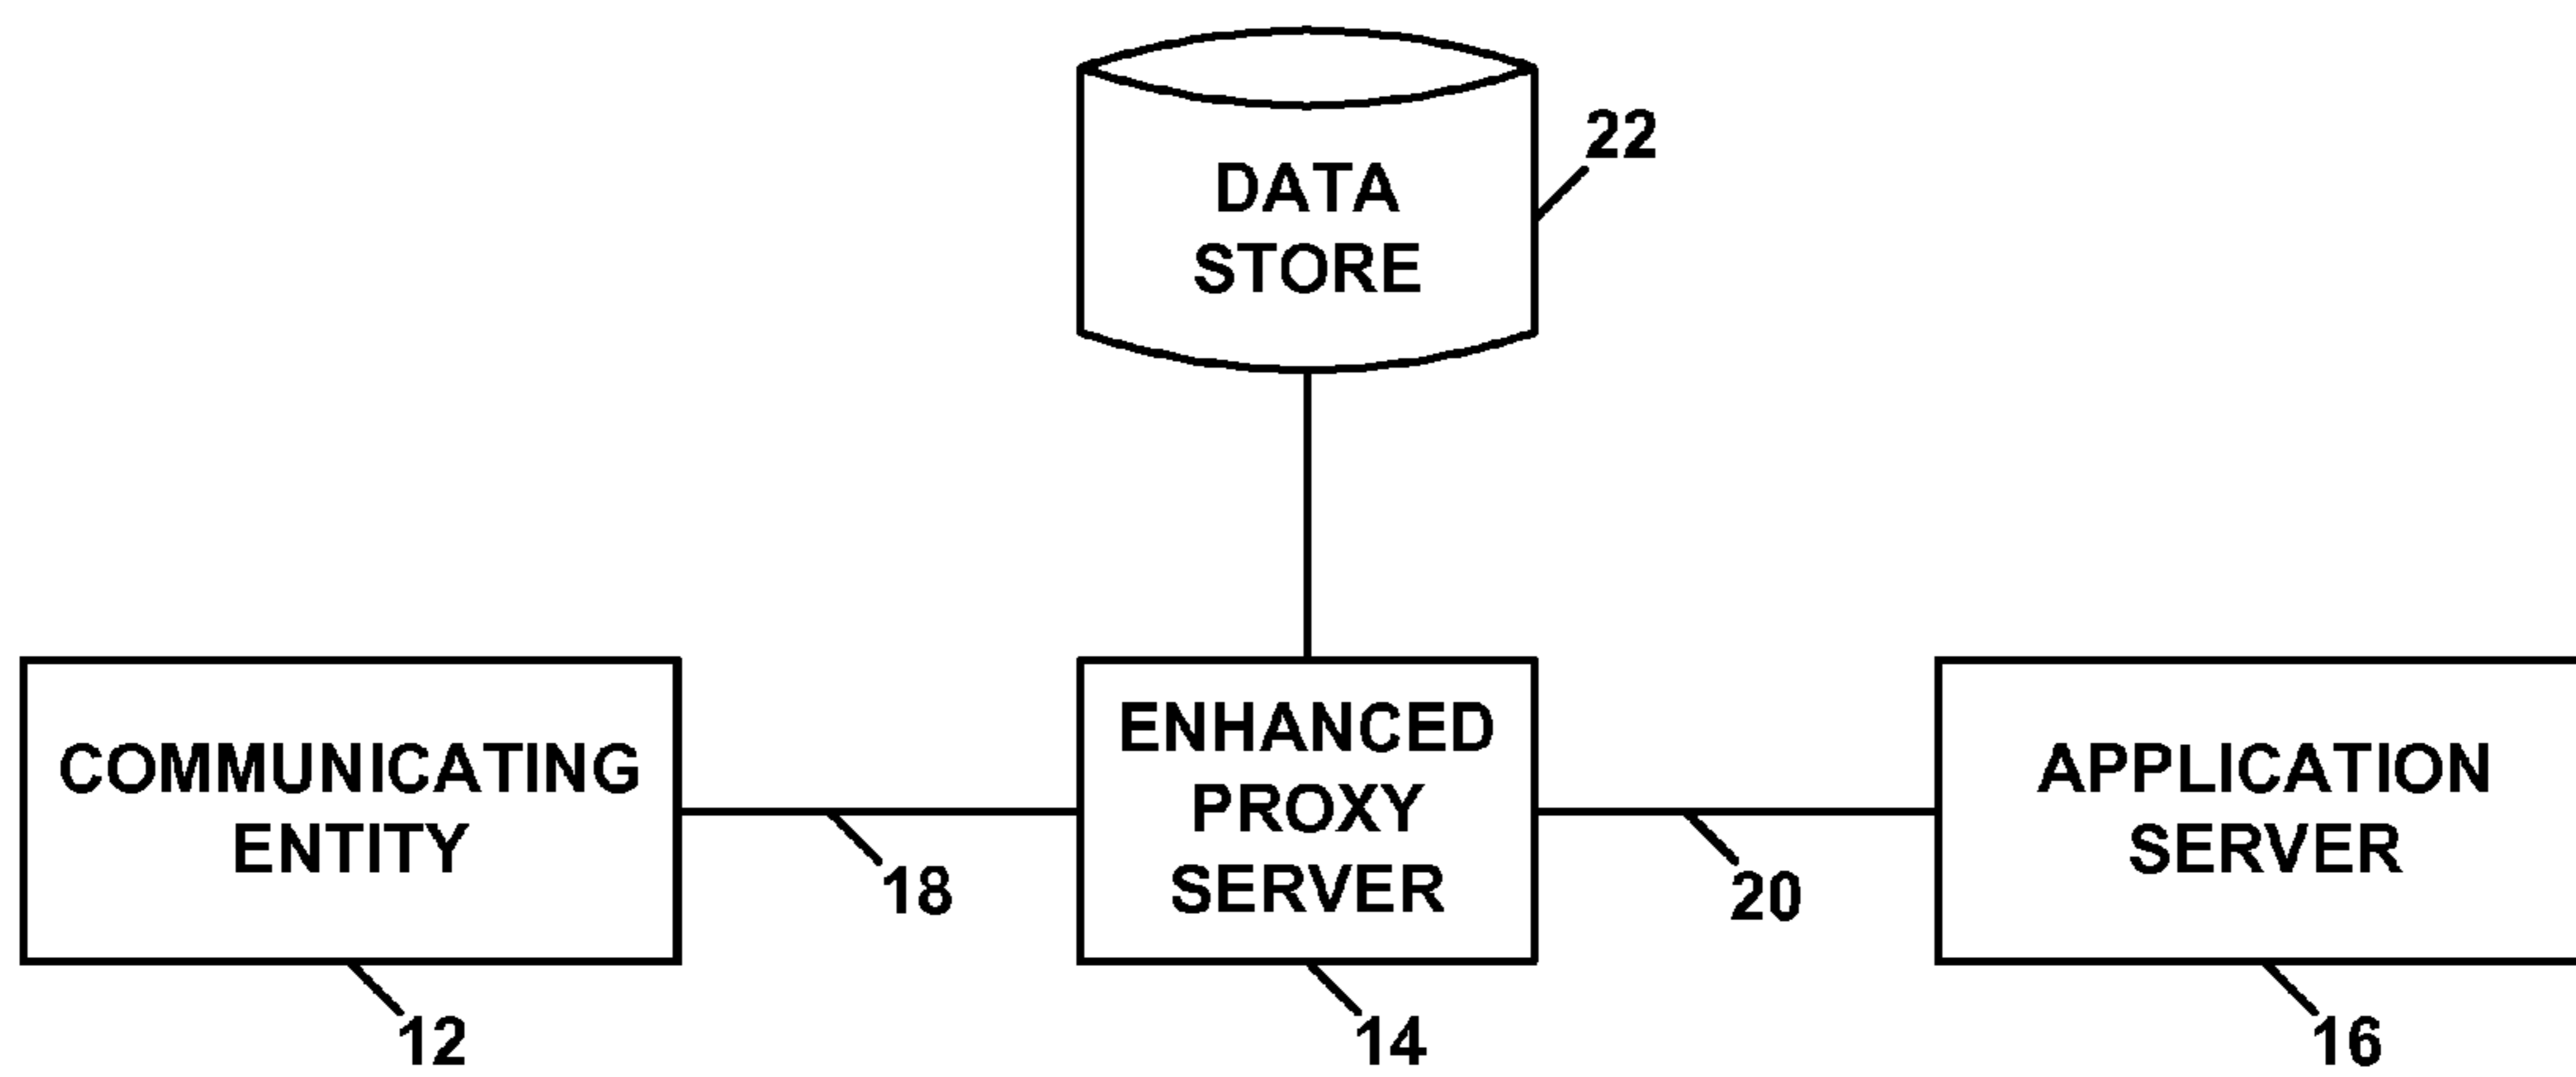 22
DATA
STORE
COMMUNICATING
ENTITY
18
12
ENHANCED
PROXY
SERVER
14
20
APPLICATION
SERVER
16